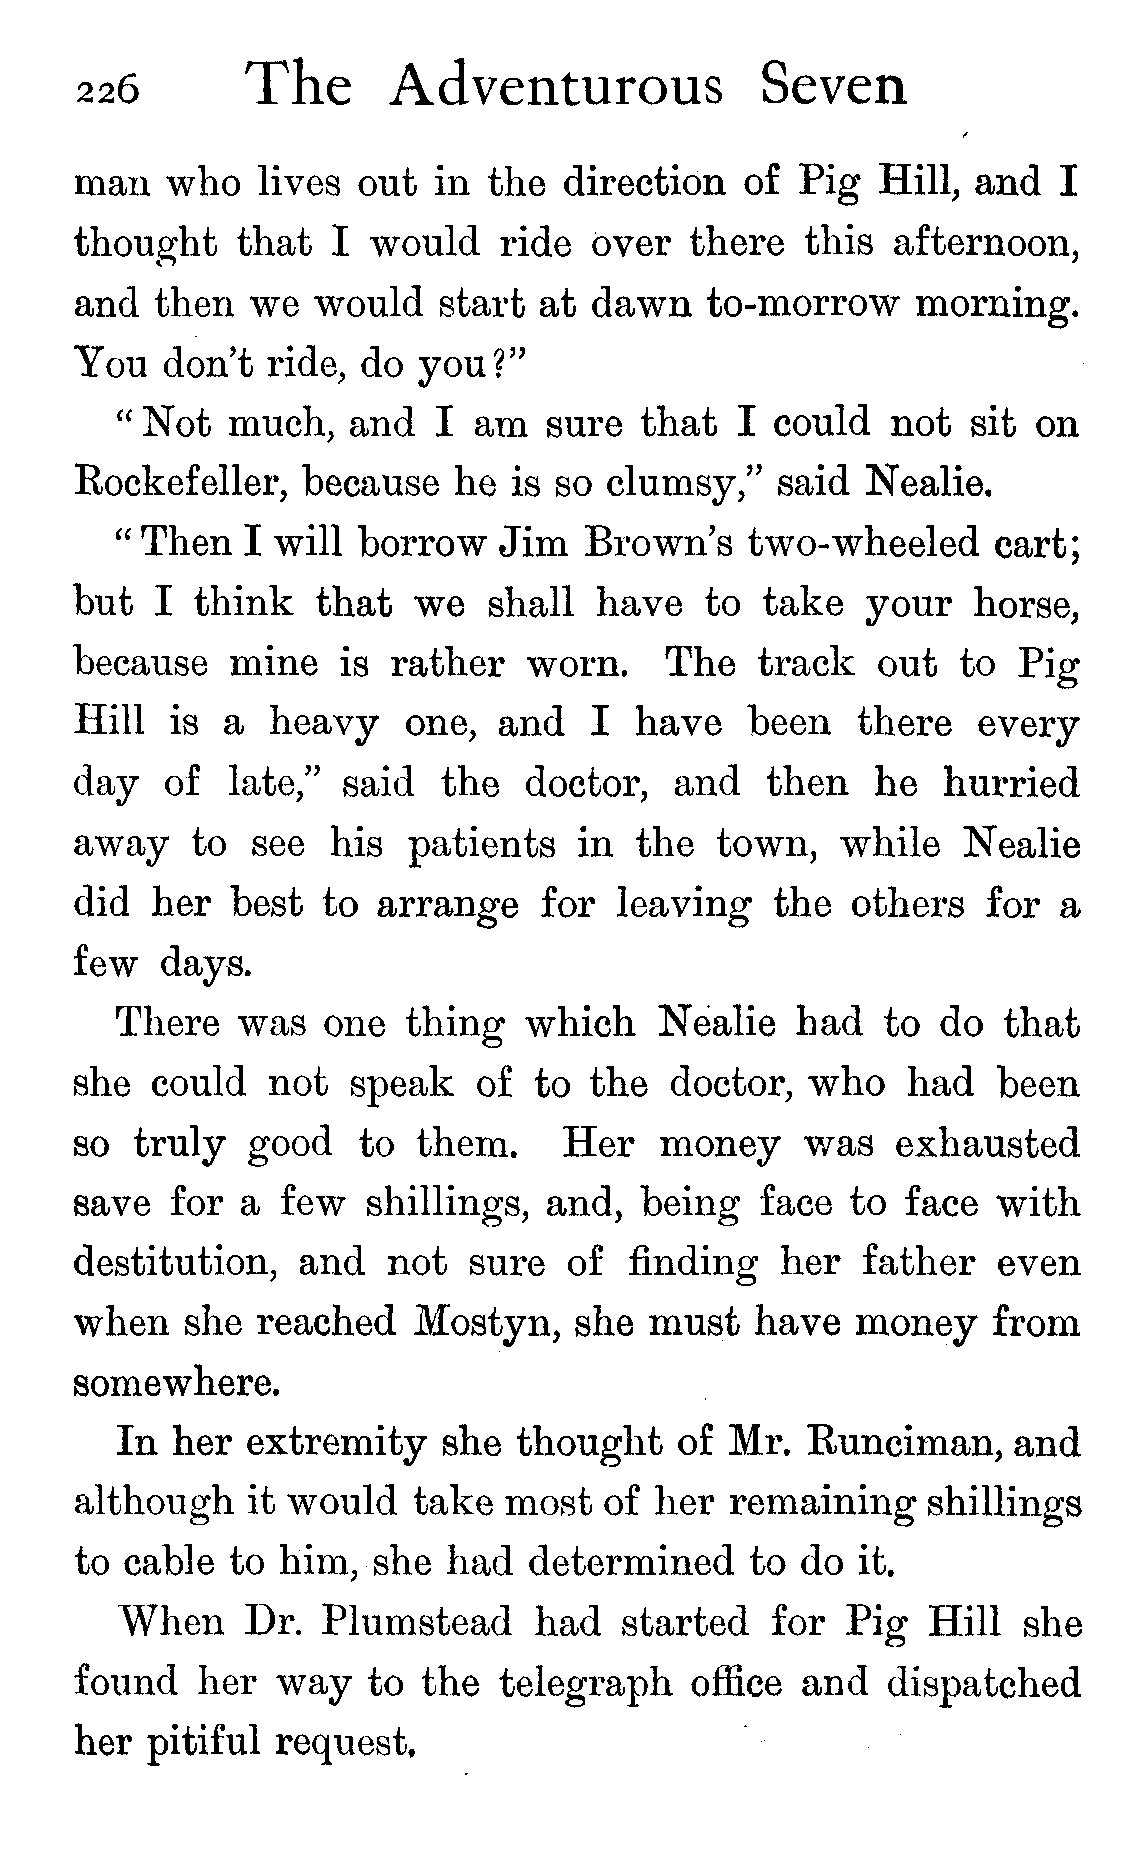 226 The Adventurous Seven
man who lives out in the direction of Pig Hill, and I
thought that I would ride over there this afternoon,
and then we would start at dawn to-morrow morning.
You don't ride, do you?"
"Not much, and I am sure that I could not sit on
Rockefeller, because he is so clumsy," said Nealie.
"Then I will borrow Jim Brown's two-wheeled cart;
but I think that we shall have to take your horse,
because mine is rather worn. The track out to Pig
Hill is a heavy one, and I have been there every
day of late," said the doctor, and then he hurried
away to see his patients in the town, while Nealie
did her best to arrange for leaving the others for a
few days.
There was one thing which Nealie had to do that
she could not speak of to the doctor, who had been
so truly good to them. Her money was exhausted
save for a few shillings, and, being face to face with
destitution, and not sure of finding her father even
when she reached Mostyn, she must have money from
somewhere.
In her extremity she thought of Mr. Runciman, and
although it would take most of her remaining shillings
to cable to him, she had determined to do it.
When Dr. Plumstead had started for Pig Hill she
found her way to the telegraph office and dispatched
her pitiful request.